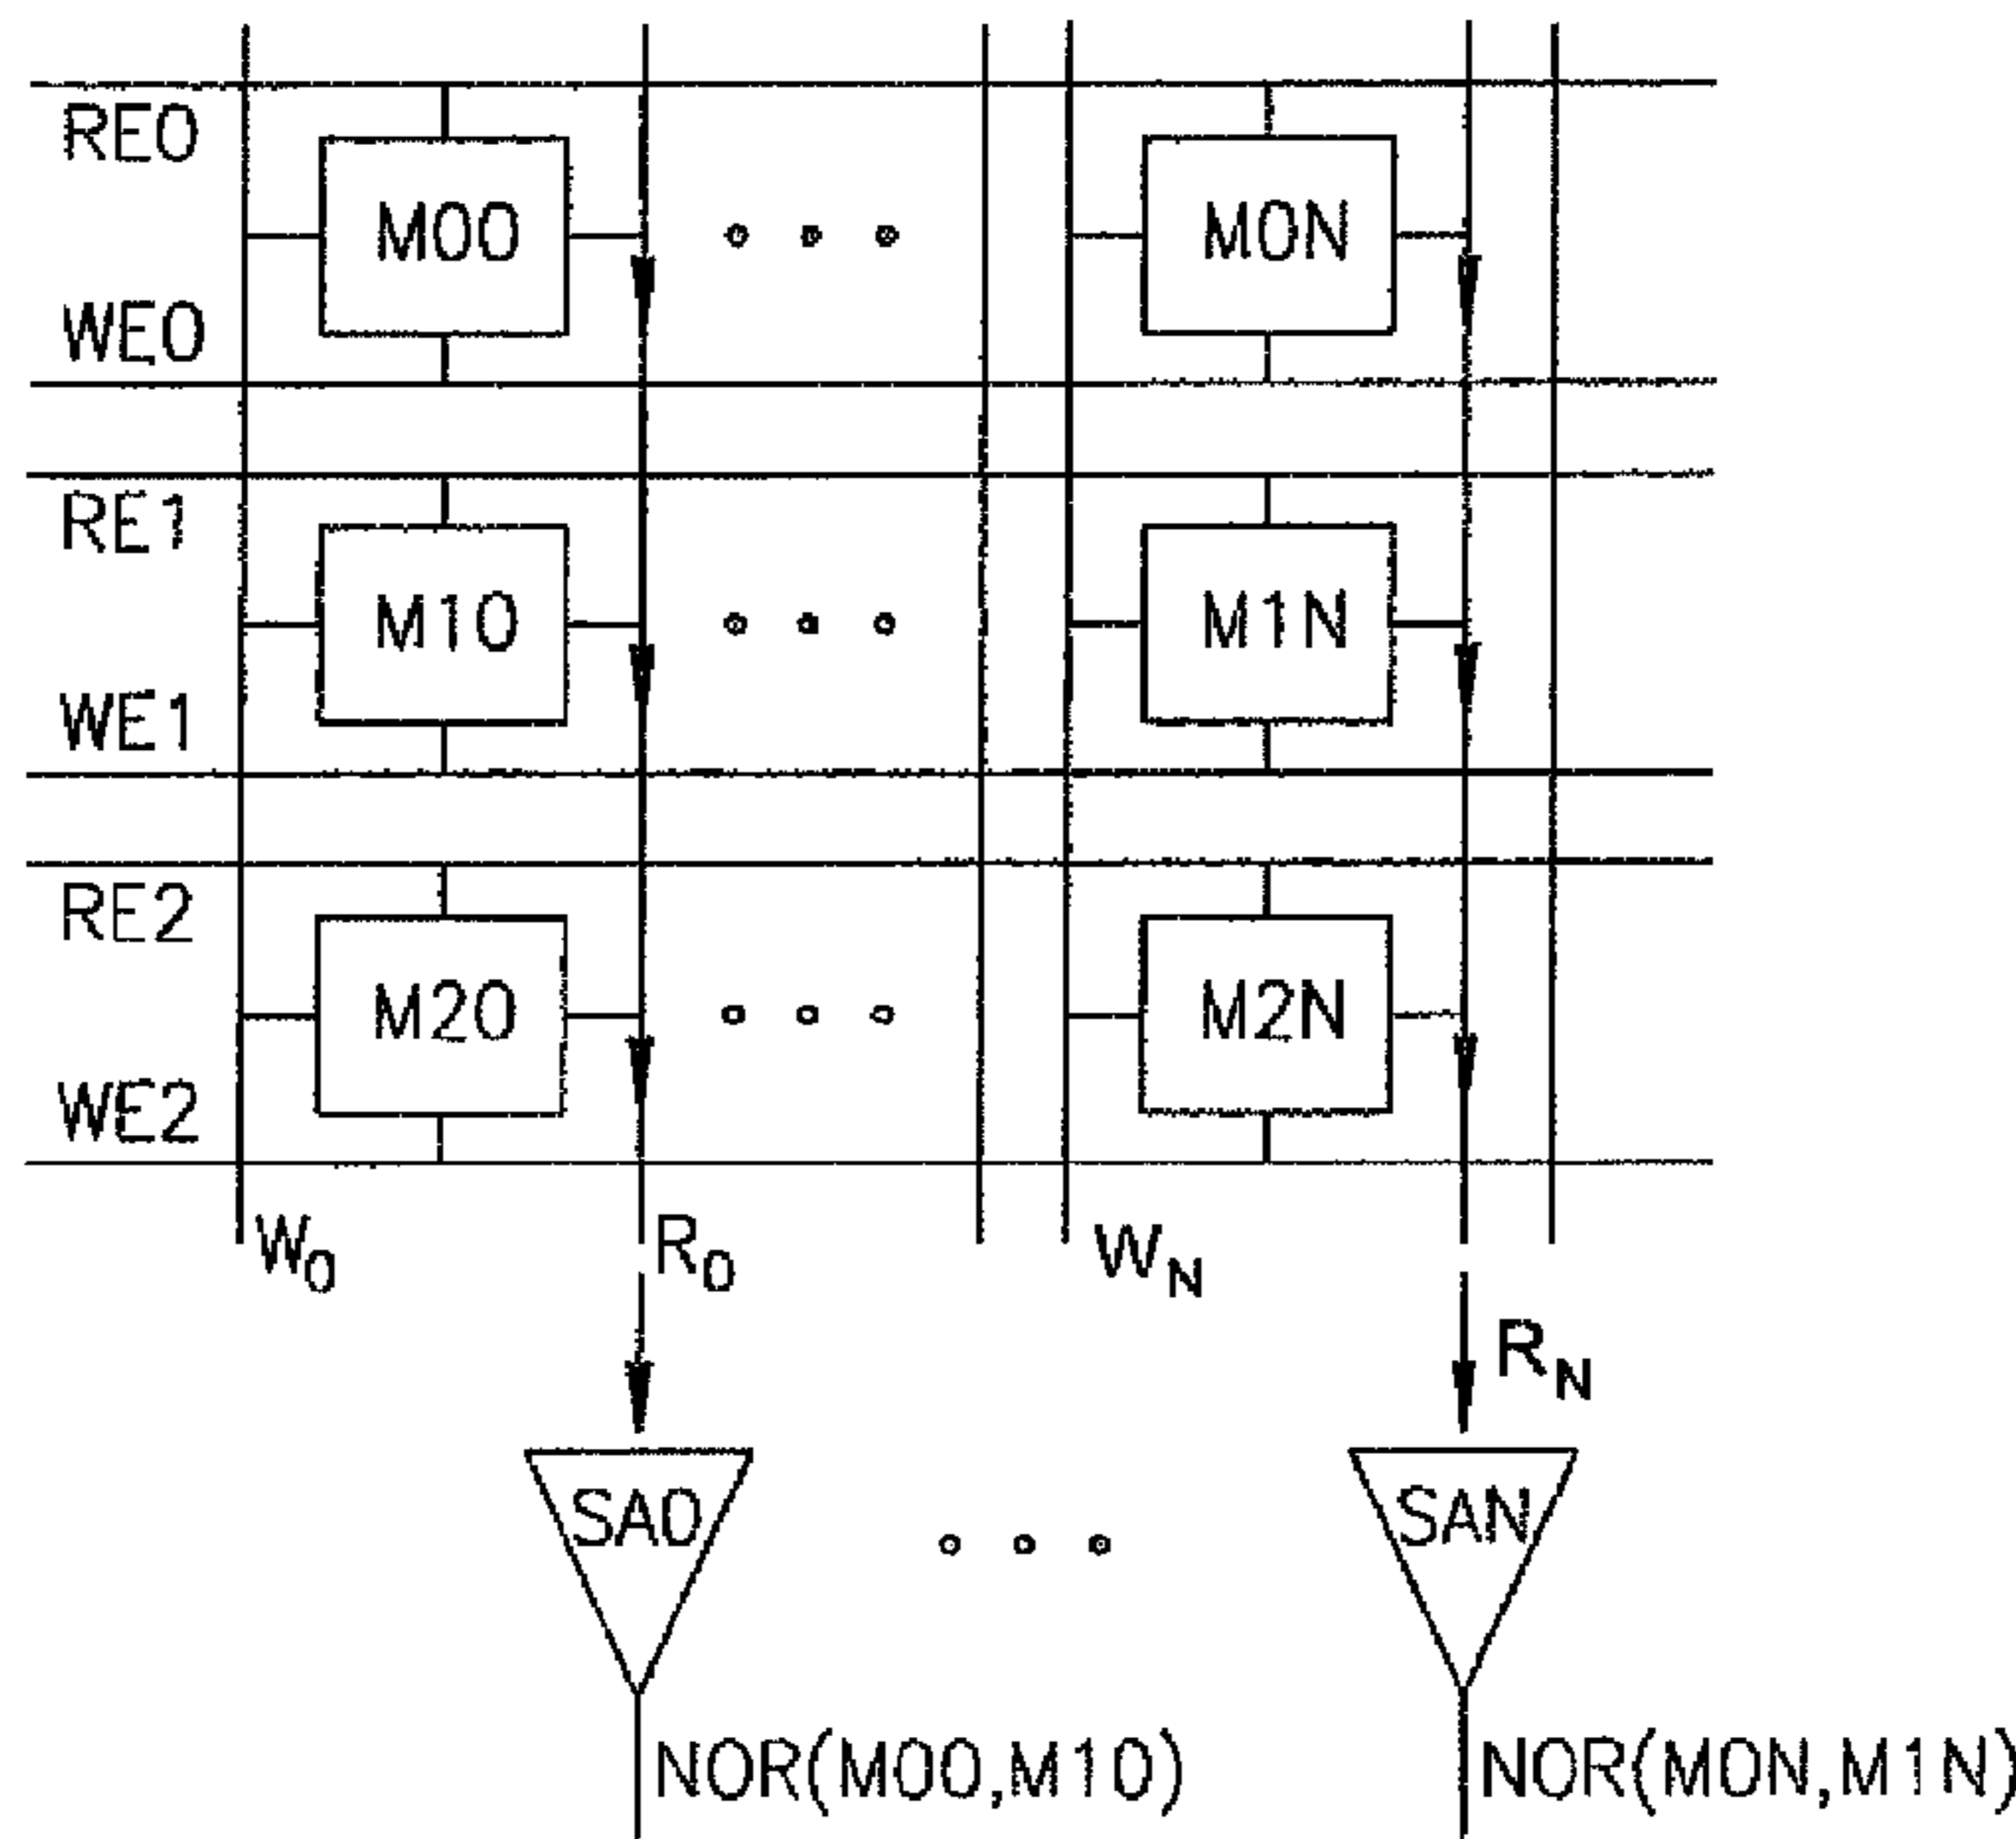 RE0
M00
M0N
WE0
RE1
M10
M1N
WE1
RE2
M20
M2N
WE2
W0
R0
WN
RN
SA0
SAN
NOR(M00,M10)
NOR(M0N,M1N)